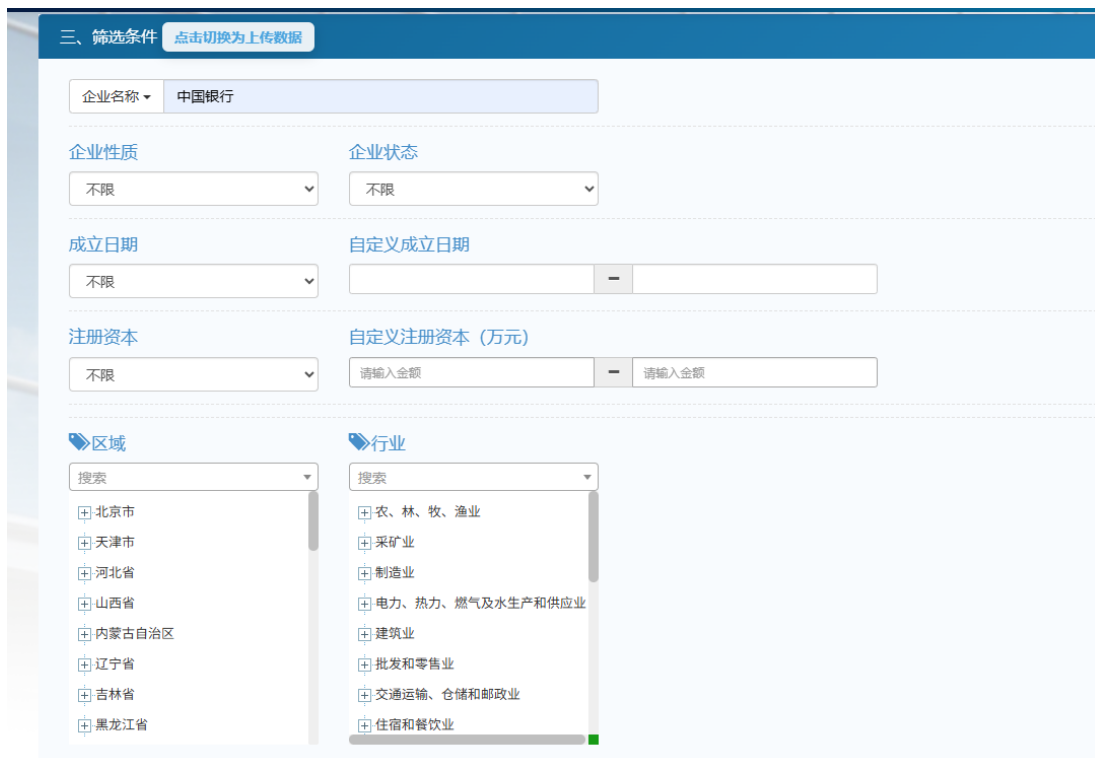 三、筛选条件 点击切换为上传数据
企业名称 中国银行
企业性质 企业状态
不限 不限
成立日期 自定义成立日期
不限
注册资本 自定义注册资本（万元）
不限 请输入金额 请输入金额
区域 行业
搜索 搜索
北京市 农、林、牧、渔业
天津市 采矿业
河北省 制造业
山西省 电力、热力、燃气及水生产和供应业
内蒙古自治区 建筑业
辽宁省 批发和零售业
吉林省 交通运输、仓储和邮政业
黑龙江省 住宿和餐饮业